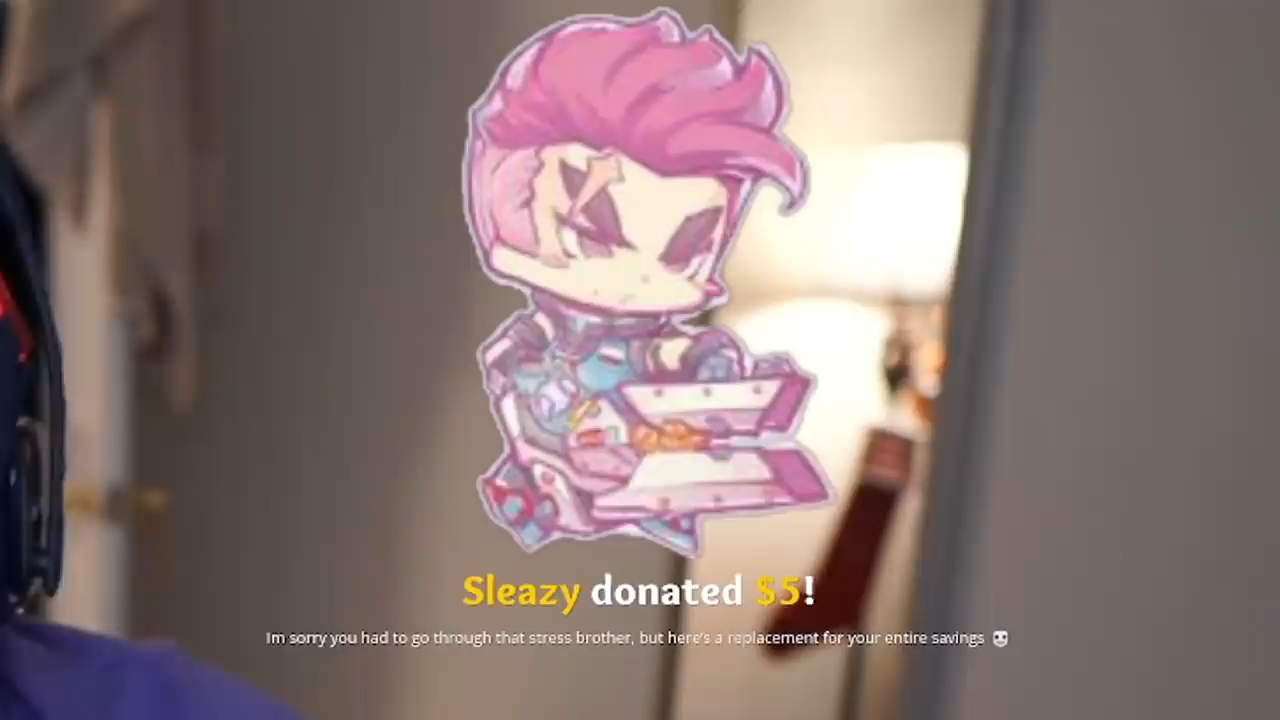 Sleazy donated $5!
Im sorry you had to go through that stress brother, but here's a replacement for your entire savings 💀